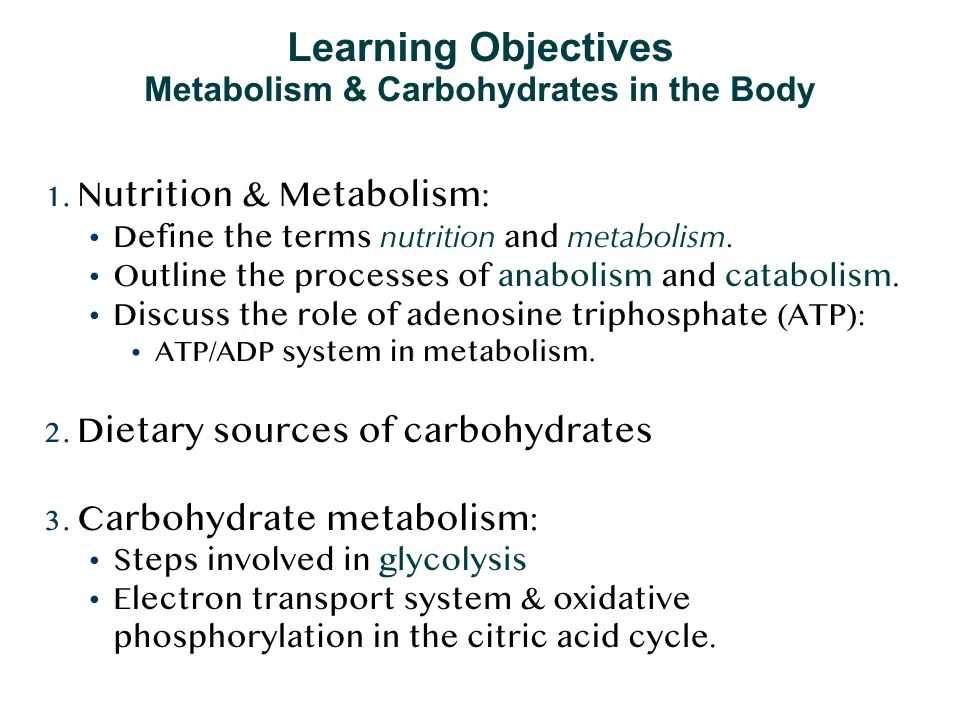 Learning Objectives
Metabolism & Carbohydrates in the Body
1. Nutrition & Metabolism:
• Define the terms nutrition and metabolism.
• Outline the processes of anabolism and catabolism.
• Discuss the role of adenosine triphosphate (ATP):
• ATP/ADP system in metabolism.
2. Dietary sources of carbohydrates
3. Carbohydrate metabolism:
• Steps involved in glycolysis
• Electron transport system & oxidative
phosphorylation in the citric acid cycle.